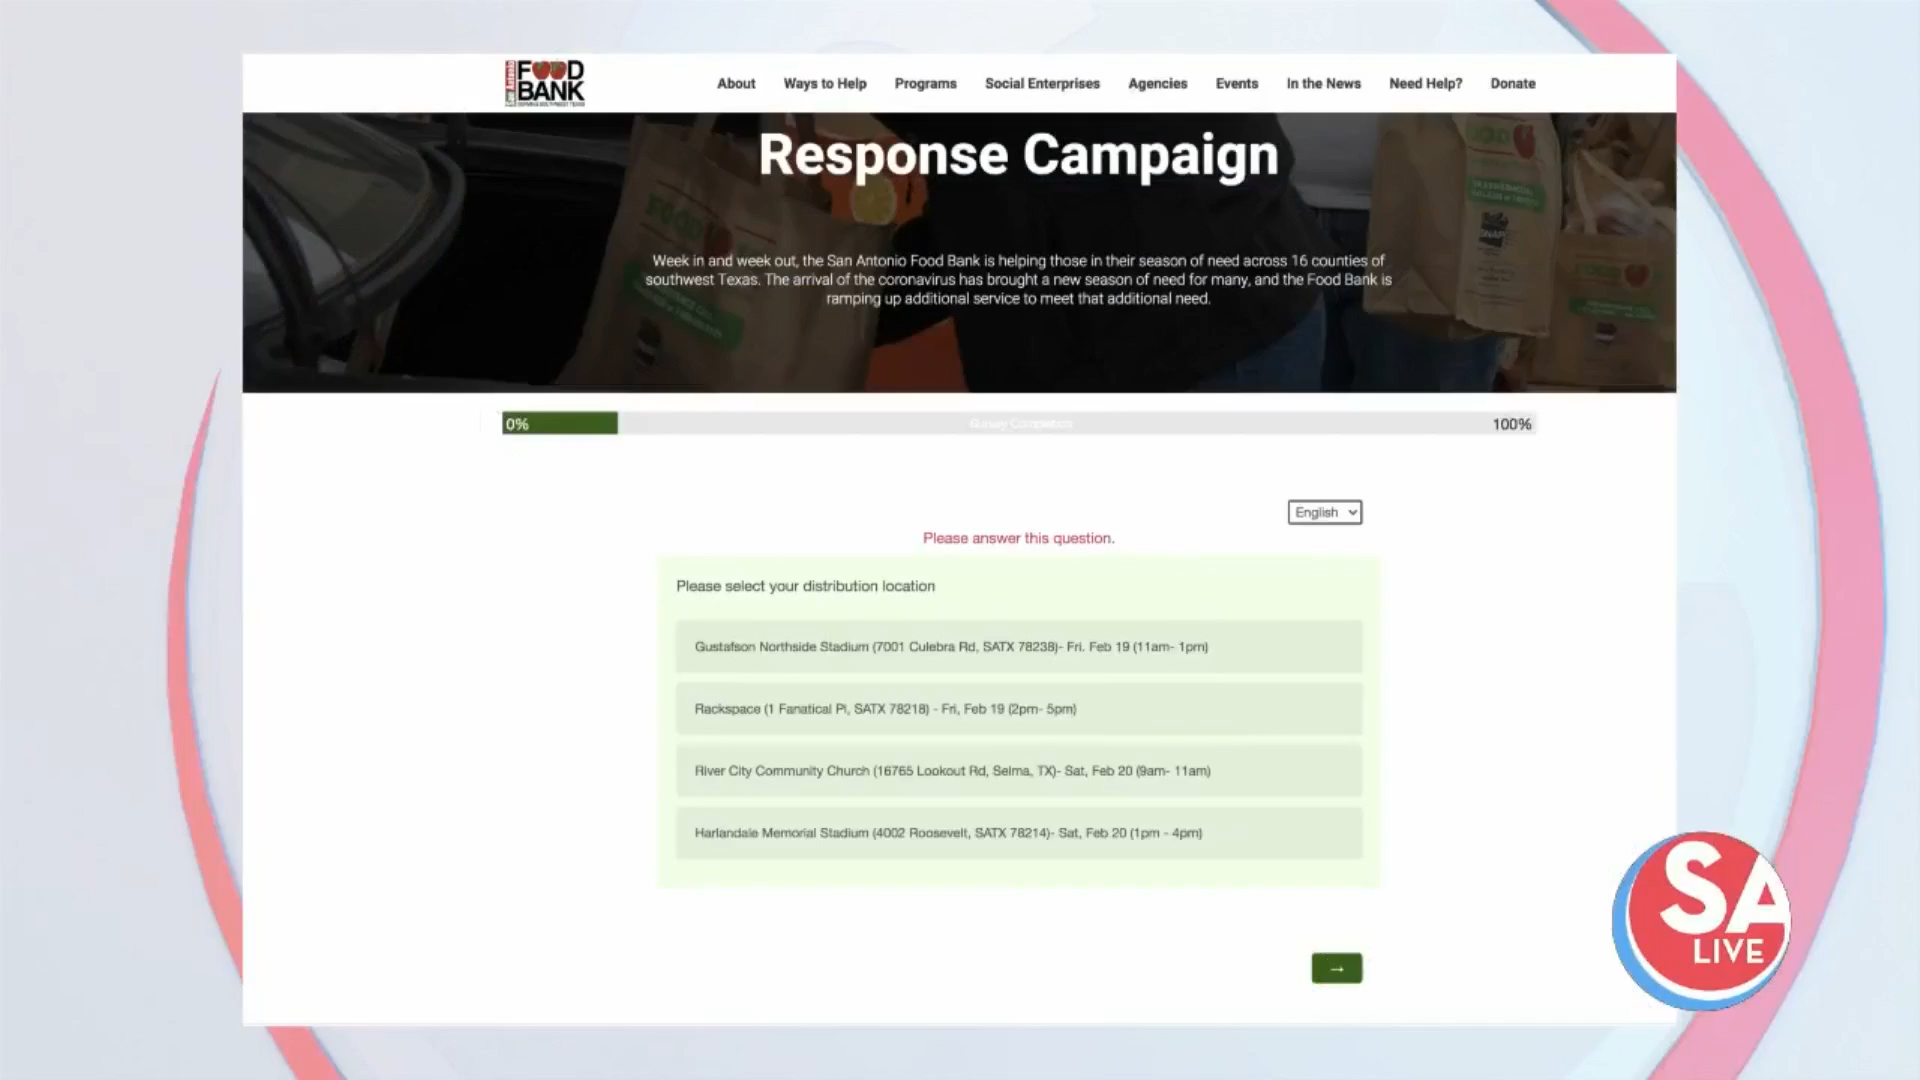 San Antonio
FOOD
BANK
About Ways to Help Programs Social Enterprises Agencies Events In the News Need Help? Donate
Response Campaign
Week in and week out, the San Antonio Food Bank is helping those in their season of need across 16 counties of
southwest Texas. The arrival of the coronavirus has brought a new season of need for many, and the Food Bank is
ramping up additional service to meet that additional need.
0% Survey Completion 100%
English
Please answer this question.
Please select your distribution location
Gustafson Northside Stadium (7001 Culebra Rd, SATX 78238)- Fri. Feb 19 (11am- 1pm)
Rackspace (1 Fanatical Pl, SATX 78218) - Fri, Feb 19 (2pm- 5pm)
River City Community Church (16765 Lookout Rd, Selma, TX)- Sat, Feb 20 (9am- 11am)
Harlandale Memorial Stadium (4002 Roosevelt, SATX 78214)- Sat, Feb 20 (1pm - 4pm)
→
SA
LIVE